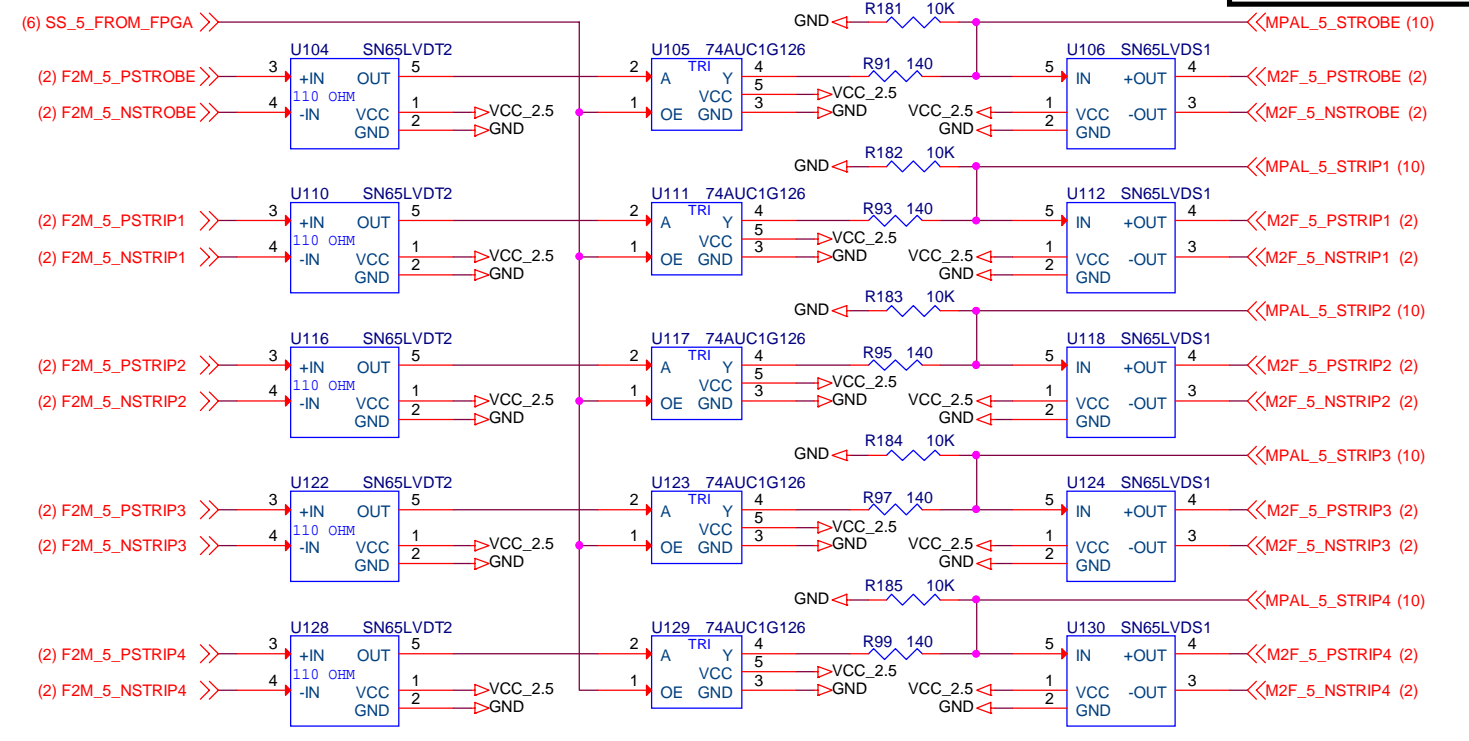 (6) SS_5_FROM_FPGA GND R181 10K MPAL_5_STROBE (10)
U104 SN65LVDT2 U105 74AUC1G126 U106 SN65LVDS1
(2) F2M_5_PSTROBE 3 +IN OUT 5 2 A TRI Y 4 R91 140 5 IN +OUT 4 M2F_5_PSTROBE (2)
110 OHM VCC 5 VCC_2.5
(2) F2M_5_NSTROBE 4 -IN VCC 1 VCC_2.5 1 OE GND 3 GND VCC_2.5 1 VCC -OUT 3 M2F_5_NSTROBE (2)
GND 2 GND GND 2 GND
GND R182 10K MPAL_5_STRIP1 (10)
U110 SN65LVDT2 U111 74AUC1G126 U112 SN65LVDS1
(2) F2M_5_PSTRIP1 3 +IN OUT 5 2 A TRI Y 4 R93 140 5 IN +OUT 4 M2F_5_PSTRIP1 (2)
110 OHM VCC 5 VCC_2.5
(2) F2M_5_NSTRIP1 4 -IN VCC 1 VCC_2.5 1 OE GND 3 GND VCC_2.5 1 VCC -OUT 3 M2F_5_NSTRIP1 (2)
GND 2 GND GND 2 GND
GND R183 10K MPAL_5_STRIP2 (10)
U116 SN65LVDT2 U117 74AUC1G126 U118 SN65LVDS1
(2) F2M_5_PSTRIP2 3 +IN OUT 5 2 A TRI Y 4 R95 140 5 IN +OUT 4 M2F_5_PSTRIP2 (2)
110 OHM VCC 5 VCC_2.5
(2) F2M_5_NSTRIP2 4 -IN VCC 1 VCC_2.5 1 OE GND 3 GND VCC_2.5 1 VCC -OUT 3 M2F_5_NSTRIP2 (2)
GND 2 GND GND 2 GND
GND R184 10K MPAL_5_STRIP3 (10)
U122 SN65LVDT2 U123 74AUC1G126 U124 SN65LVDS1
(2) F2M_5_PSTRIP3 3 +IN OUT 5 2 A TRI Y 4 R97 140 5 IN +OUT 4 M2F_5_PSTRIP3 (2)
110 OHM VCC 5 VCC_2.5
(2) F2M_5_NSTRIP3 4 -IN VCC 1 VCC_2.5 1 OE GND 3 GND VCC_2.5 1 VCC -OUT 3 M2F_5_NSTRIP3 (2)
GND 2 GND GND 2 GND
GND R185 10K MPAL_5_STRIP4 (10)
U128 SN65LVDT2 U129 74AUC1G126 U130 SN65LVDS1
(2) F2M_5_PSTRIP4 3 +IN OUT 5 2 A TRI Y 4 R99 140 5 IN +OUT 4 M2F_5_PSTRIP4 (2)
110 OHM VCC 5 VCC_2.5
(2) F2M_5_NSTRIP4 4 -IN VCC 1 VCC_2.5 1 OE GND 3 GND VCC_2.5 1 VCC -OUT 3 M2F_5_NSTRIP4 (2)
GND 2 GND GND 2 GND